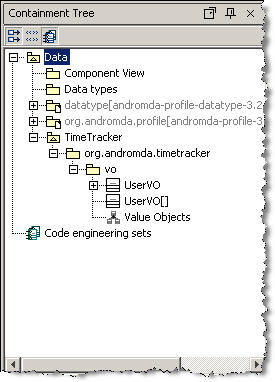 Containment Tree
Data
Component View
Data types
datatype[andromda-profile-datatype-3.2
org.andromda.profile[andromda-profile-3
TimeTracker
org.andromda.timetracker
vo
UserVO
UserVO[]
Value Objects
Code engineering sets